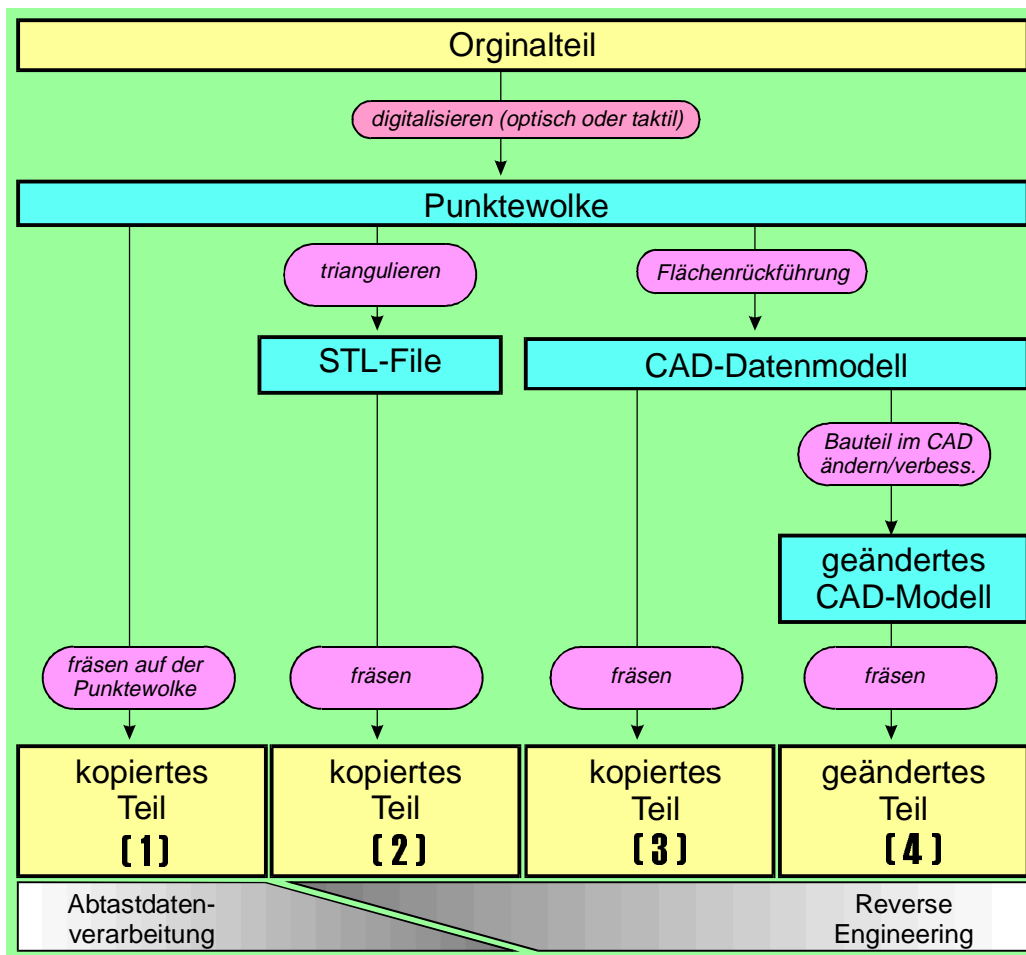 Orginalteil
digitalisieren (optisch oder taktil)
Punktewolke
triangulieren
Flächenrückführung
STL-File
CAD-Datenmodell
Bauteil im CAD
ändern/verbess.
geändertes
CAD-Modell
fräsen auf der
Punktewolke
fräsen
fräsen
fräsen
kopiertes
Teil
(1)
kopiertes
Teil
(2)
kopiertes
Teil
(3)
geändertes
Teil
(4)
Abtastdaten-
verarbeitung
Reverse
Engineering